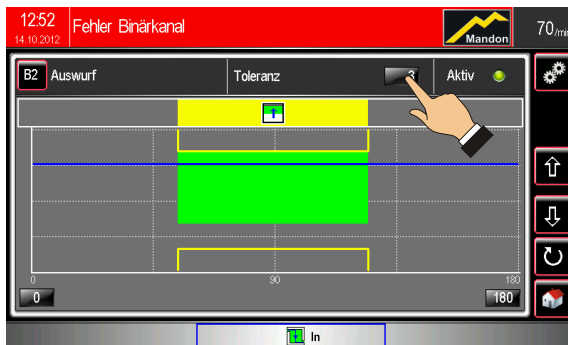 12:52
14.10.2012
Fehler Binärkanal
Mandon
70/min
B2 Auswurf
Toleranz
3
Aktiv
0
90
180
0
180
In